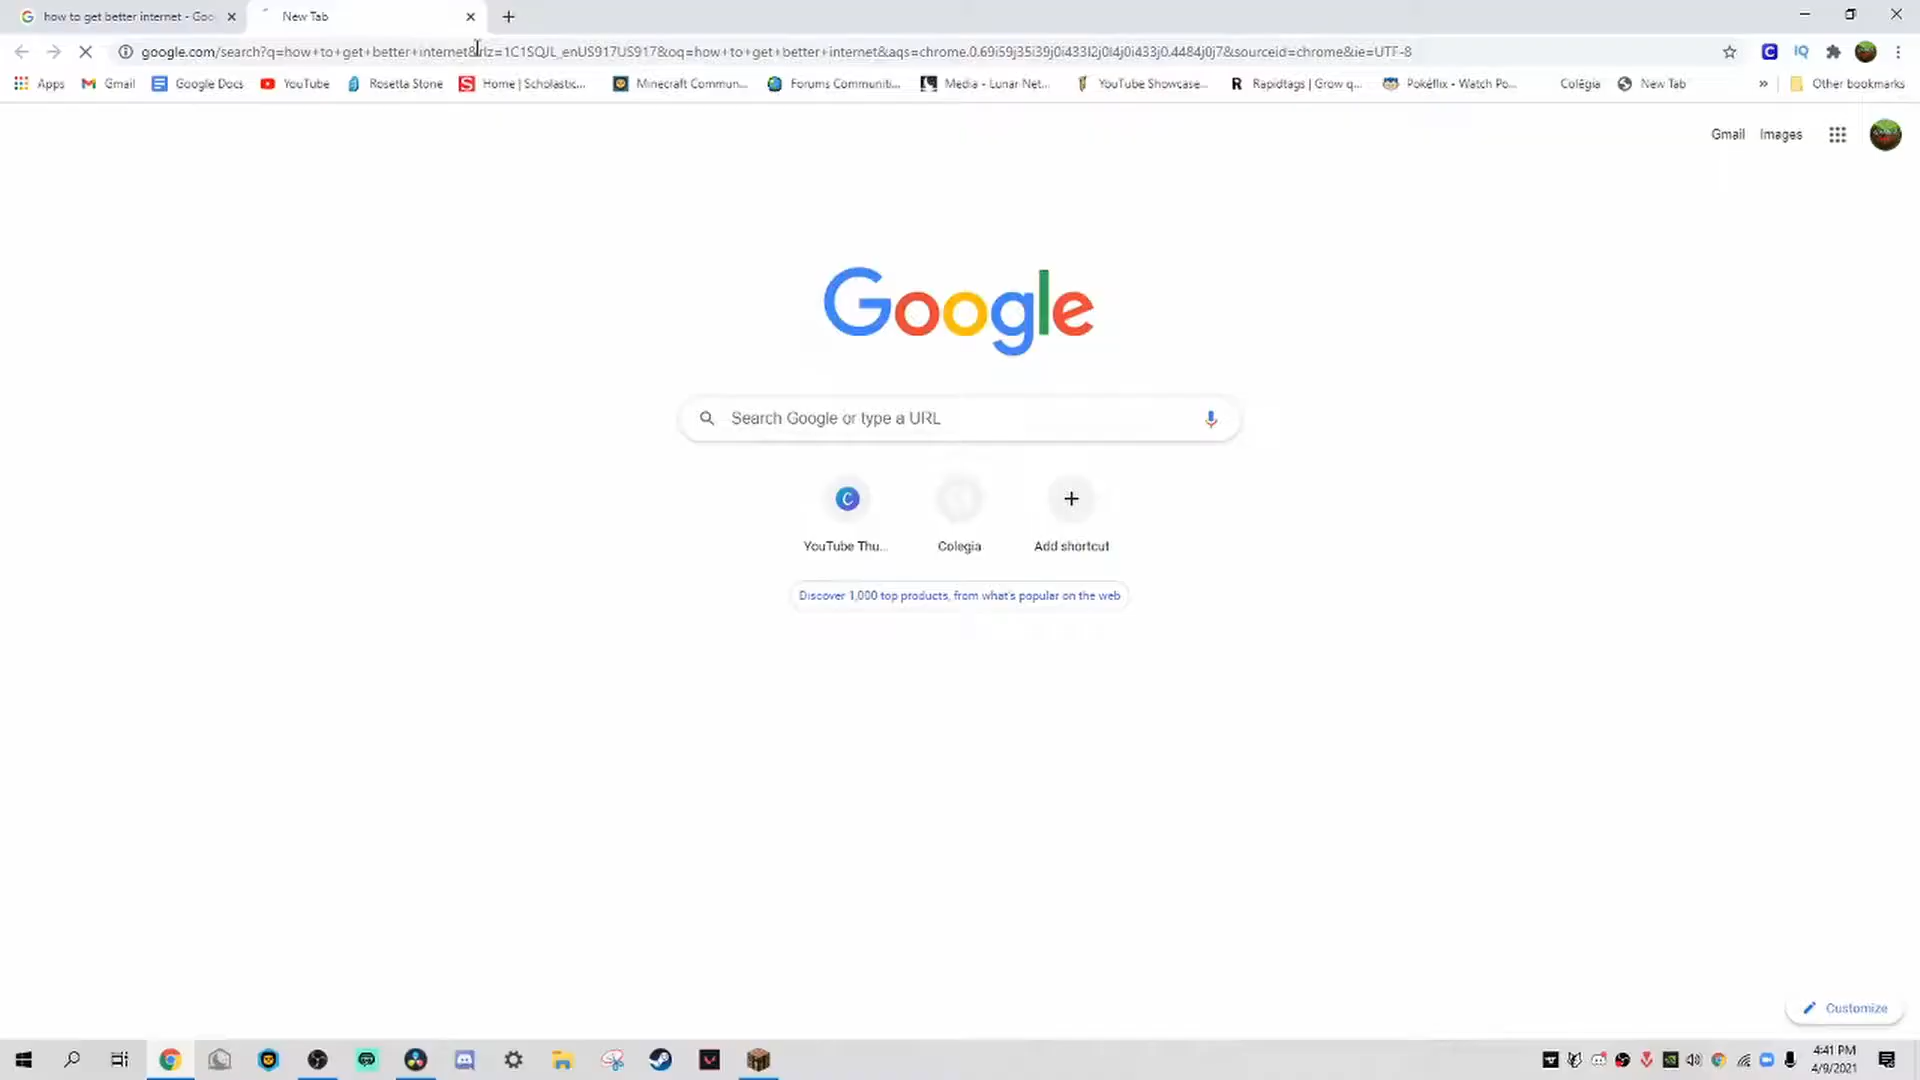 how to get better internet - Goo
New Tab
google.com/search?q=how+to+get+better+internet&rlz=1C1SQJL_enUS917US917&oq=how+to+get+better+internet&aqs=chrome.0.69i59j35i39j0i433l2j0l4j0i433j0.4484j0j7&sourceid=chrome&ie=UTF-8
Apps Gmail Google Docs YouTube Rosetta Stone Home | Scholastic... Minecraft Commun... Forums Communiti... Media - Lunar Net... YouTube Showcase... Rapidtags | Grow q... Pokéflix - Watch Po... Colégia New Tab » Other bookmarks
Gmail Images
Google
Search Google or type a URL
YouTube Thu... Colegia Add shortcut
Discover 1,000 top products, from what's popular on the web
Customize
4:41 PM
4/9/2021